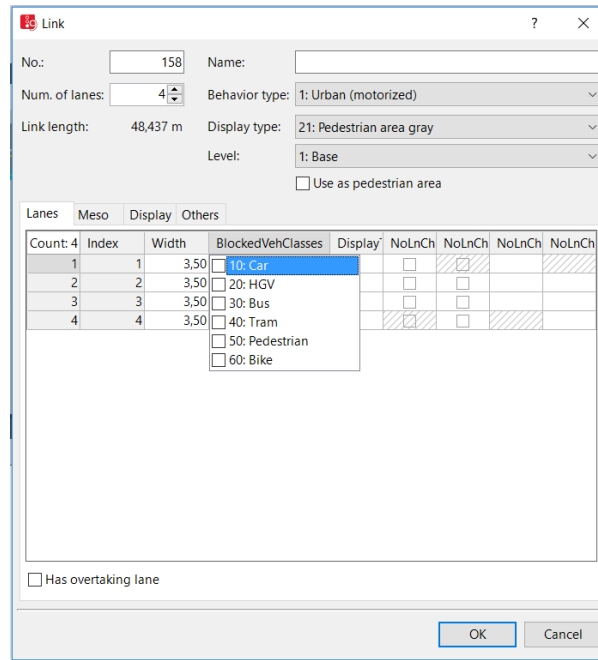 Link ? ×
No.: 158 Name:
Num. of lanes: 4 Behavior type: 1: Urban (motorized)
Link length: 48,437 m Display type: 21: Pedestrian area gray
Level: 1: Base
Use as pedestrian area
Lanes Meso Display Others
Count: 4 Index Width BlockedVehClasses Display NoLnCh NoLnCh NoLnCh NoLnCh
1 1 3,50 10: Car
2 2 3,50 20: HGV
3 3 3,50 30: Bus
4 4 3,50 40: Tram
50: Pedestrian
60: Bike
Has overtaking lane
OK Cancel